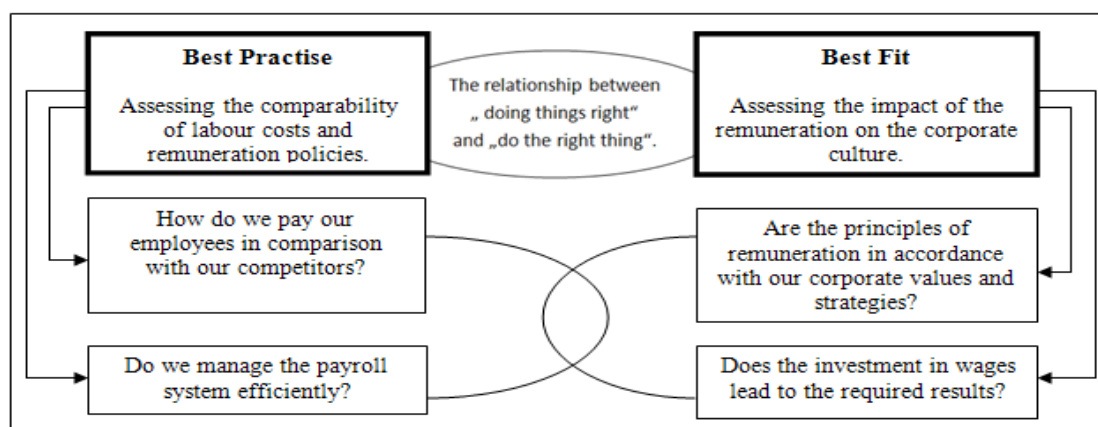 Best Practise
Assessing the comparability
of labour costs and
remuneration policies.
The relationship between
„ doing things right“
and „do the right thing“.
Best Fit
Assessing the impact of the
remuneration on the corporate
culture.
How do we pay our
employees in comparison
with our competitors?
Are the principles of
remuneration in accordance
with our corporate values and
strategies?
Do we manage the payroll
system efficiently?
Does the investment in wages
lead to the required results?